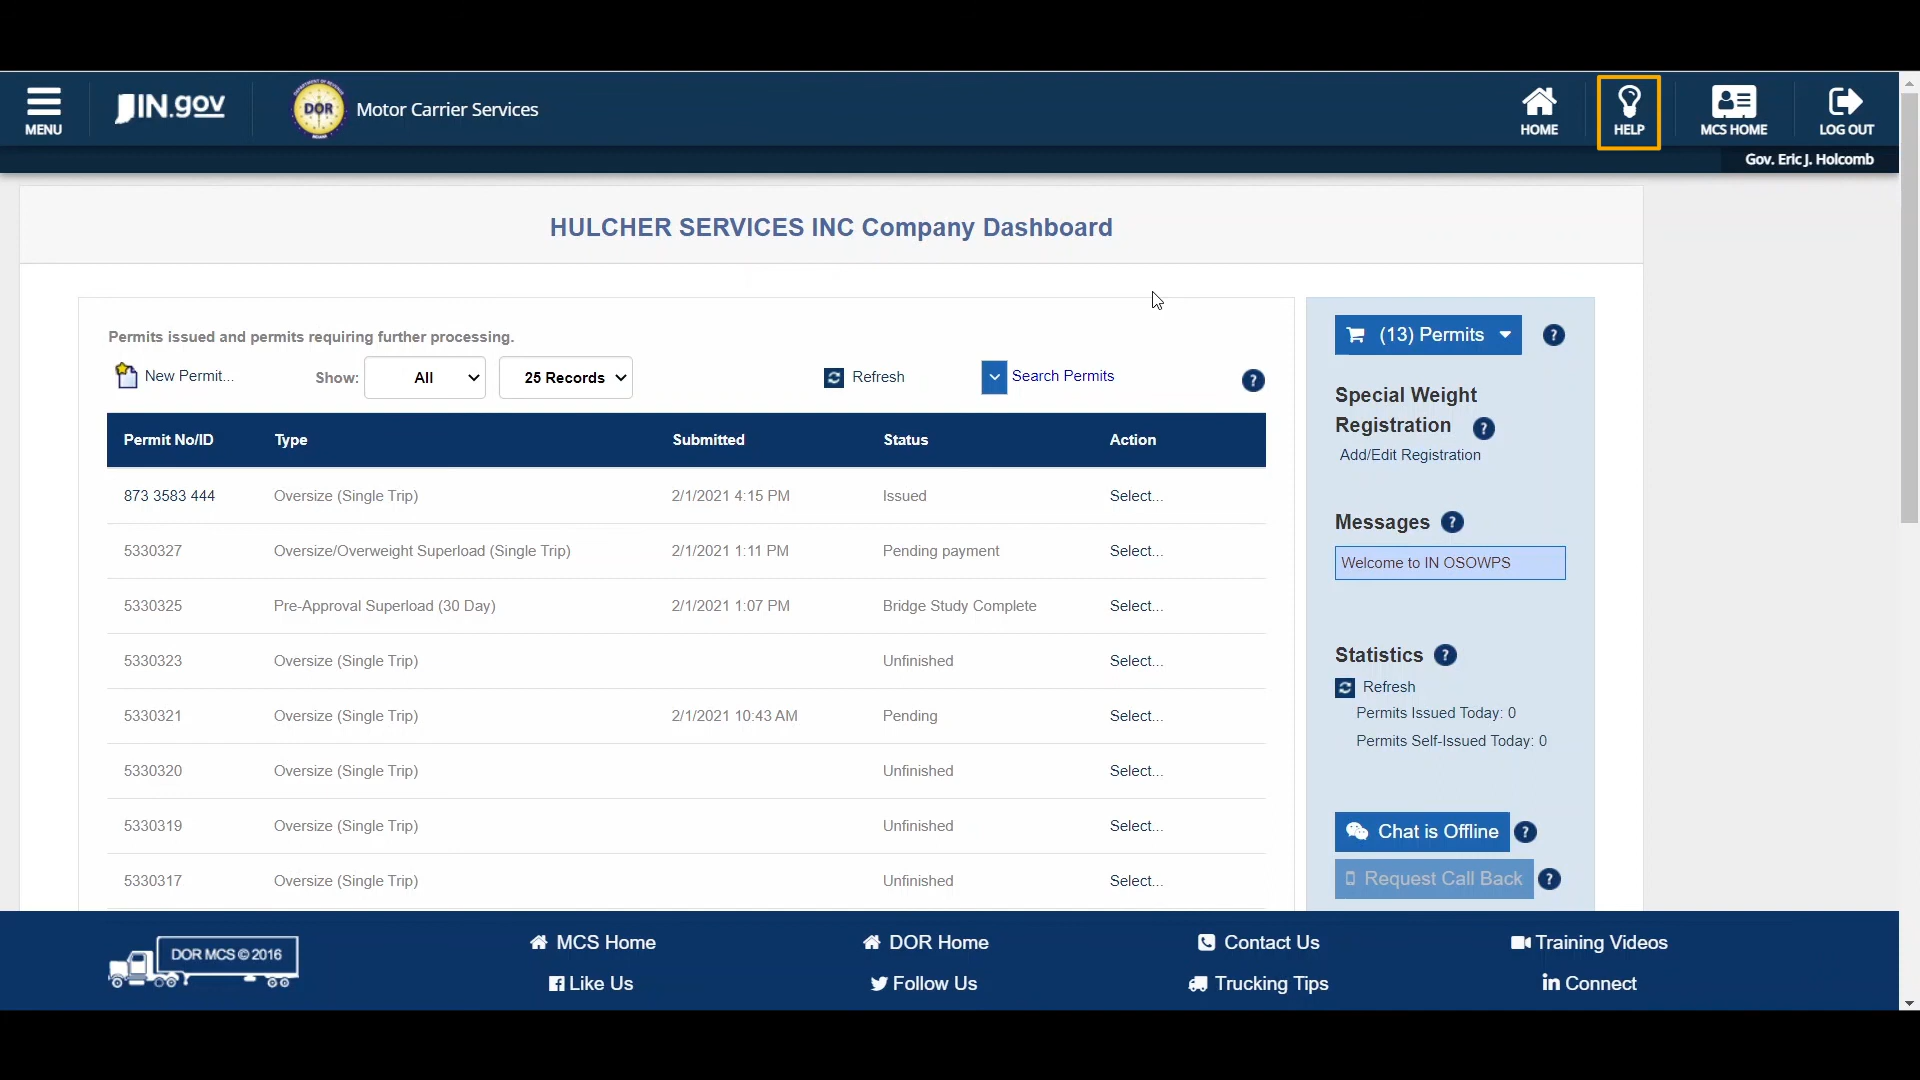 MENU
IN.gov
DOR
Motor Carrier Services
HOME
HELP
MCS HOME
LOG OUT
Gov. Eric J. Holcomb
HULCHER SERVICES INC Company Dashboard
Permits issued and permits requiring further processing.
New Permit...
Show:
All
25 Records
Refresh
Search Permits
?
Permit No/ID Type Submitted Status Action
873 3583 444 Oversize (Single Trip) 2/1/2021 4:15 PM Issued Select...
5330327 Oversize/Overweight Superload (Single Trip) 2/1/2021 1:11 PM Pending payment Select...
5330325 Pre-Approval Superload (30 Day) 2/1/2021 1:07 PM Bridge Study Complete Select...
5330323 Oversize (Single Trip) Unfinished Select...
5330321 Oversize (Single Trip) 2/1/2021 10:43 AM Pending Select...
5330320 Oversize (Single Trip) Unfinished Select...
5330319 Oversize (Single Trip) Unfinished Select...
5330317 Oversize (Single Trip) Unfinished Select...
(13) Permits ?
Special Weight
Registration ?
Add/Edit Registration
Messages ?
Welcome to IN OSOWPS
Statistics ?
Refresh
Permits Issued Today: 0
Permits Self-Issued Today: 0
Chat is Offline ?
Request Call Back ?
DOR MCS © 2016
MCS Home
DOR Home
Contact Us
Training Videos
Like Us
Follow Us
Trucking Tips
Connect